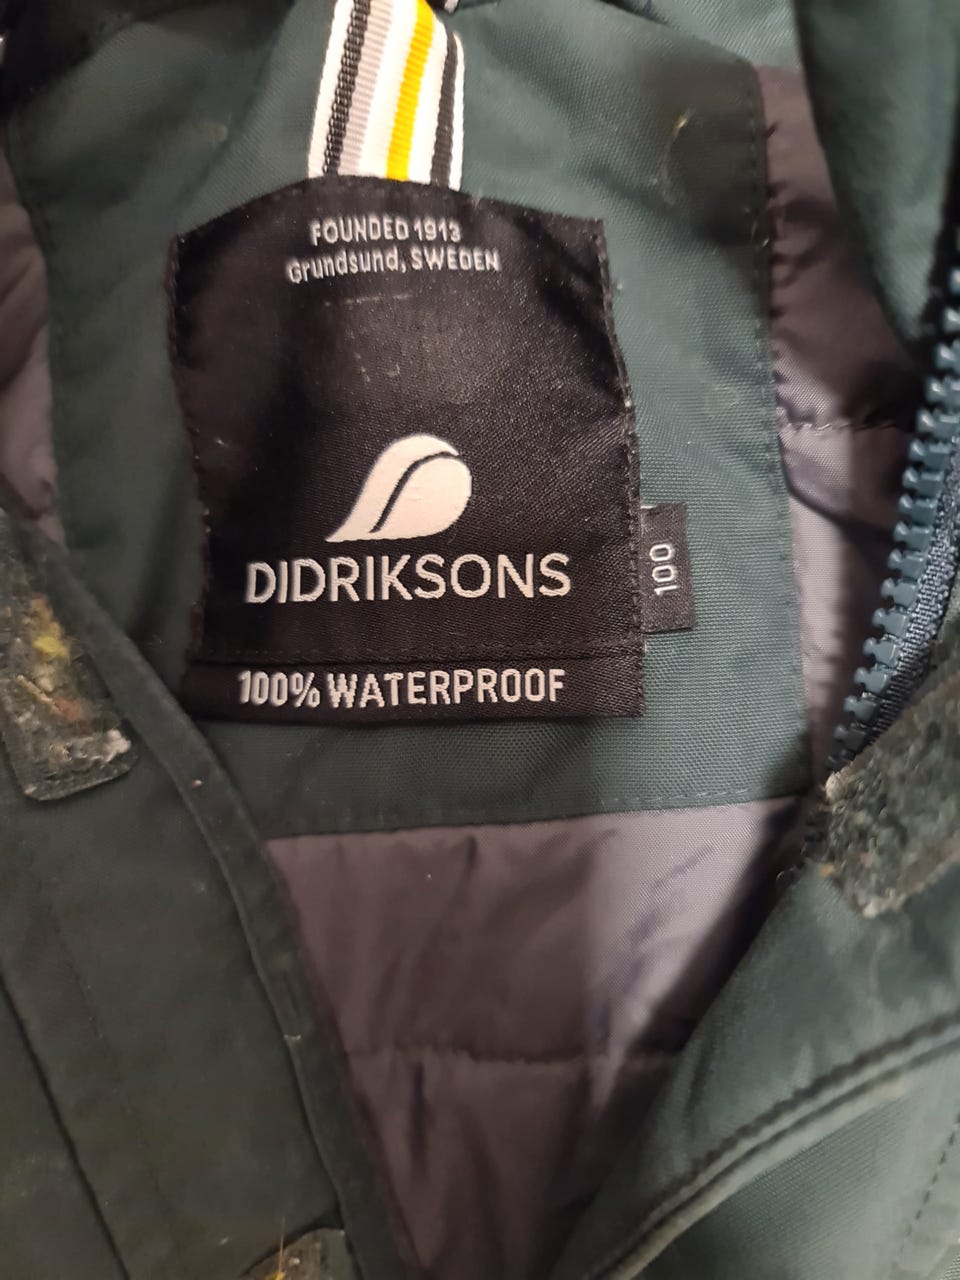 FOUNDED 1913
Grundsund, SWEDEN
DIDRIKSONS
100
100% WATERPROOF